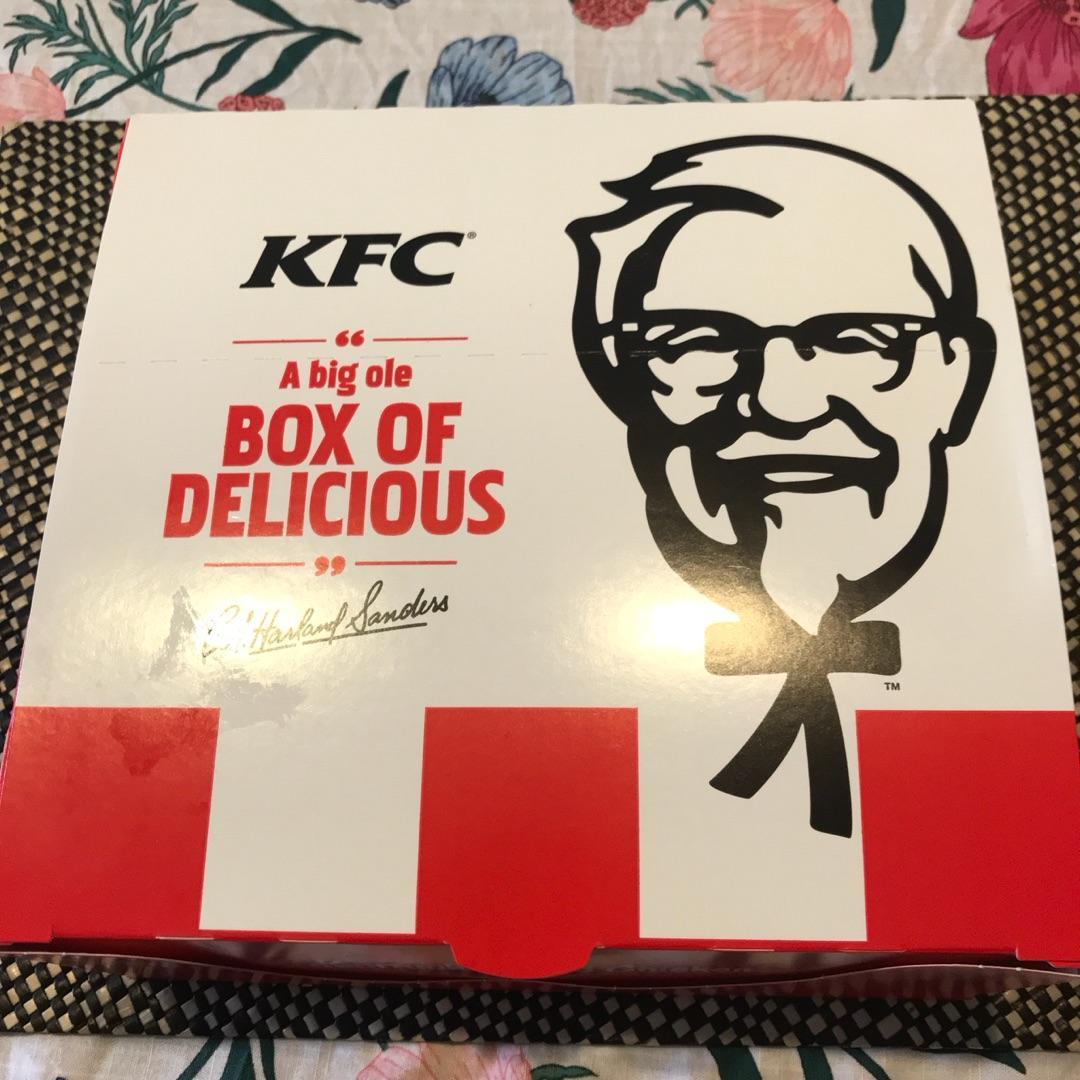 KFC®
“
A big ole
BOX OF
DELICIOUS
”
Col. Harland Sanders
TM